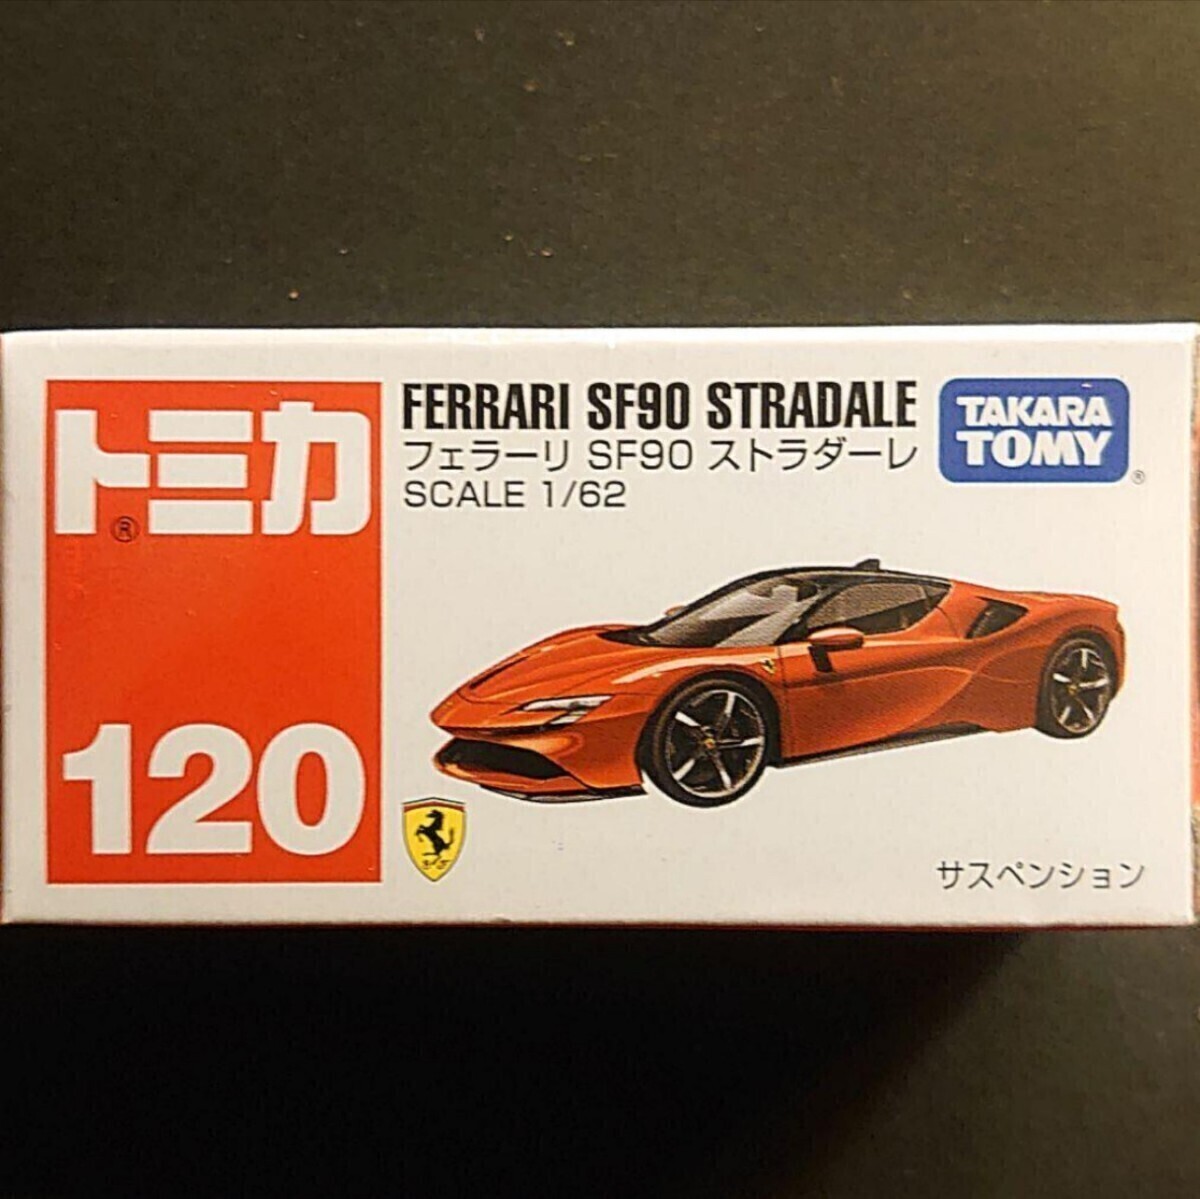 トミカ
®
120
FERRARI SF90 STRADALE
フェラーリ SF90 ストラダーレ
SCALE 1/62
TAKARA
TOMY
®
サスペンション